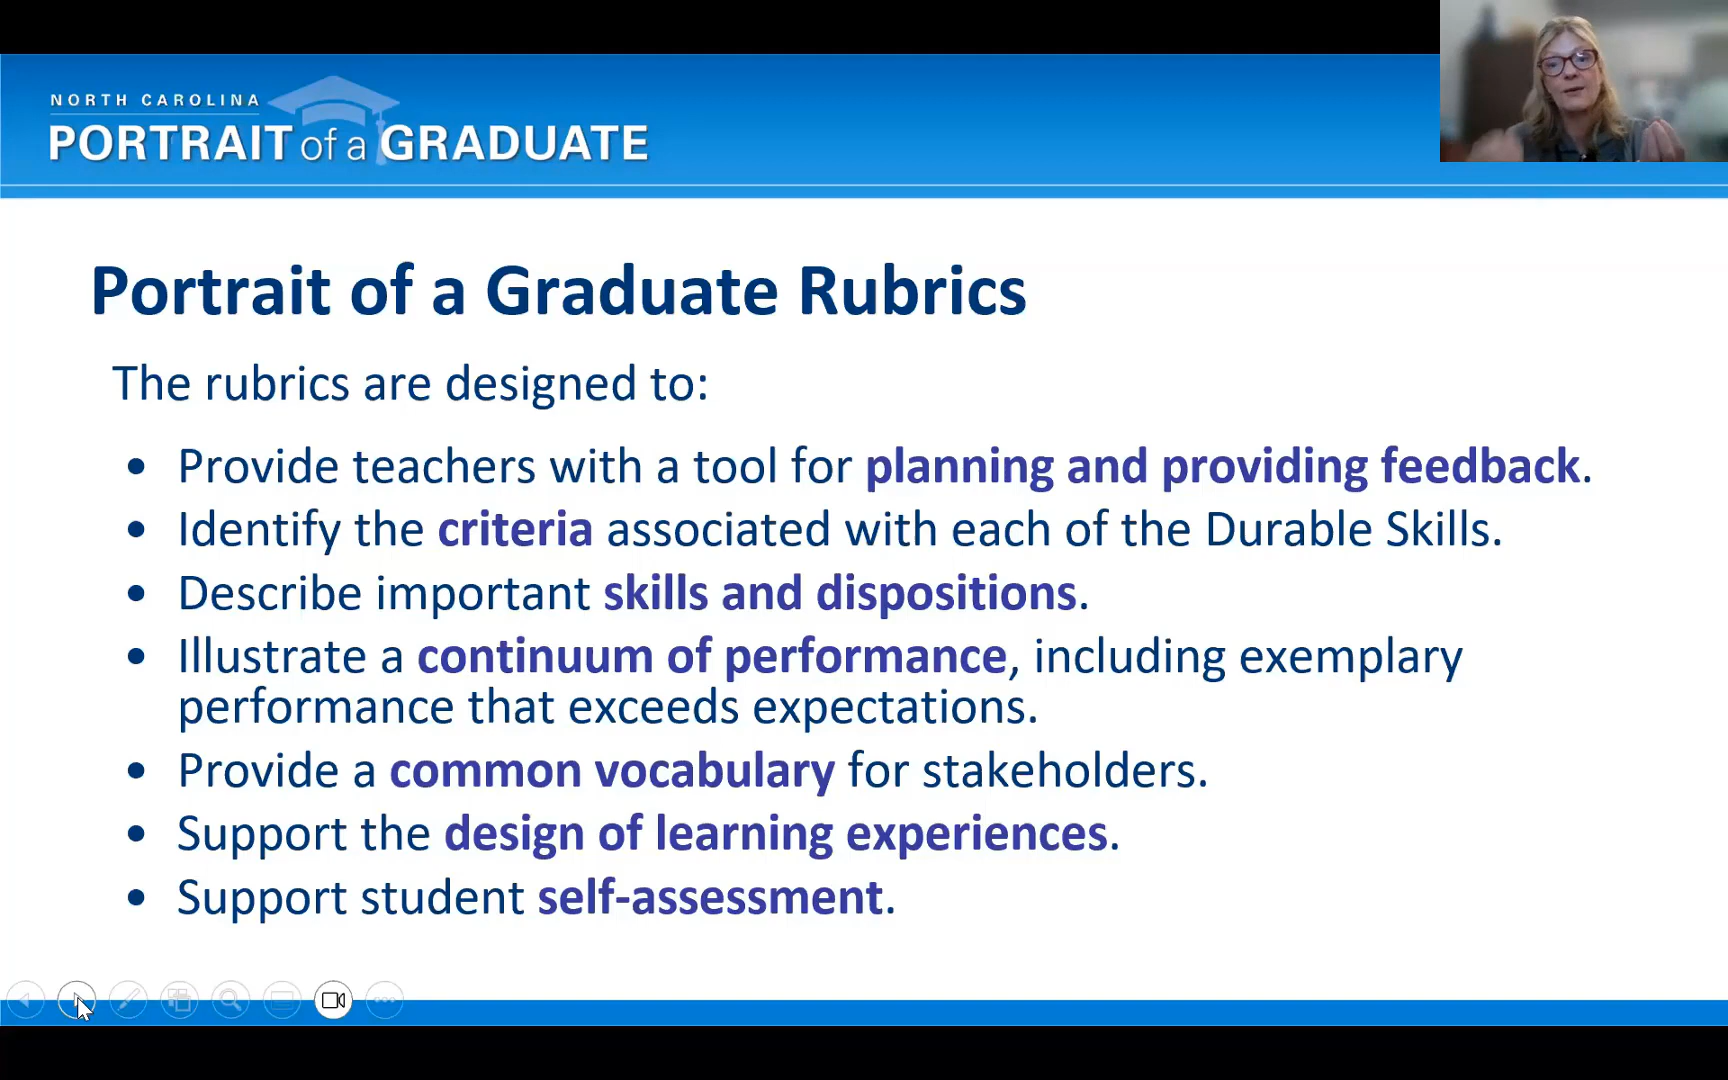 NORTH CAROLINA
PORTRAIT of a GRADUATE
Portrait of a Graduate Rubrics
The rubrics are designed to:
• Provide teachers with a tool for planning and providing feedback.
• Identify the criteria associated with each of the Durable Skills.
• Describe important skills and dispositions.
• Illustrate a continuum of performance, including exemplary
performance that exceeds expectations.
• Provide a common vocabulary for stakeholders.
• Support the design of learning experiences.
• Support student self-assessment.